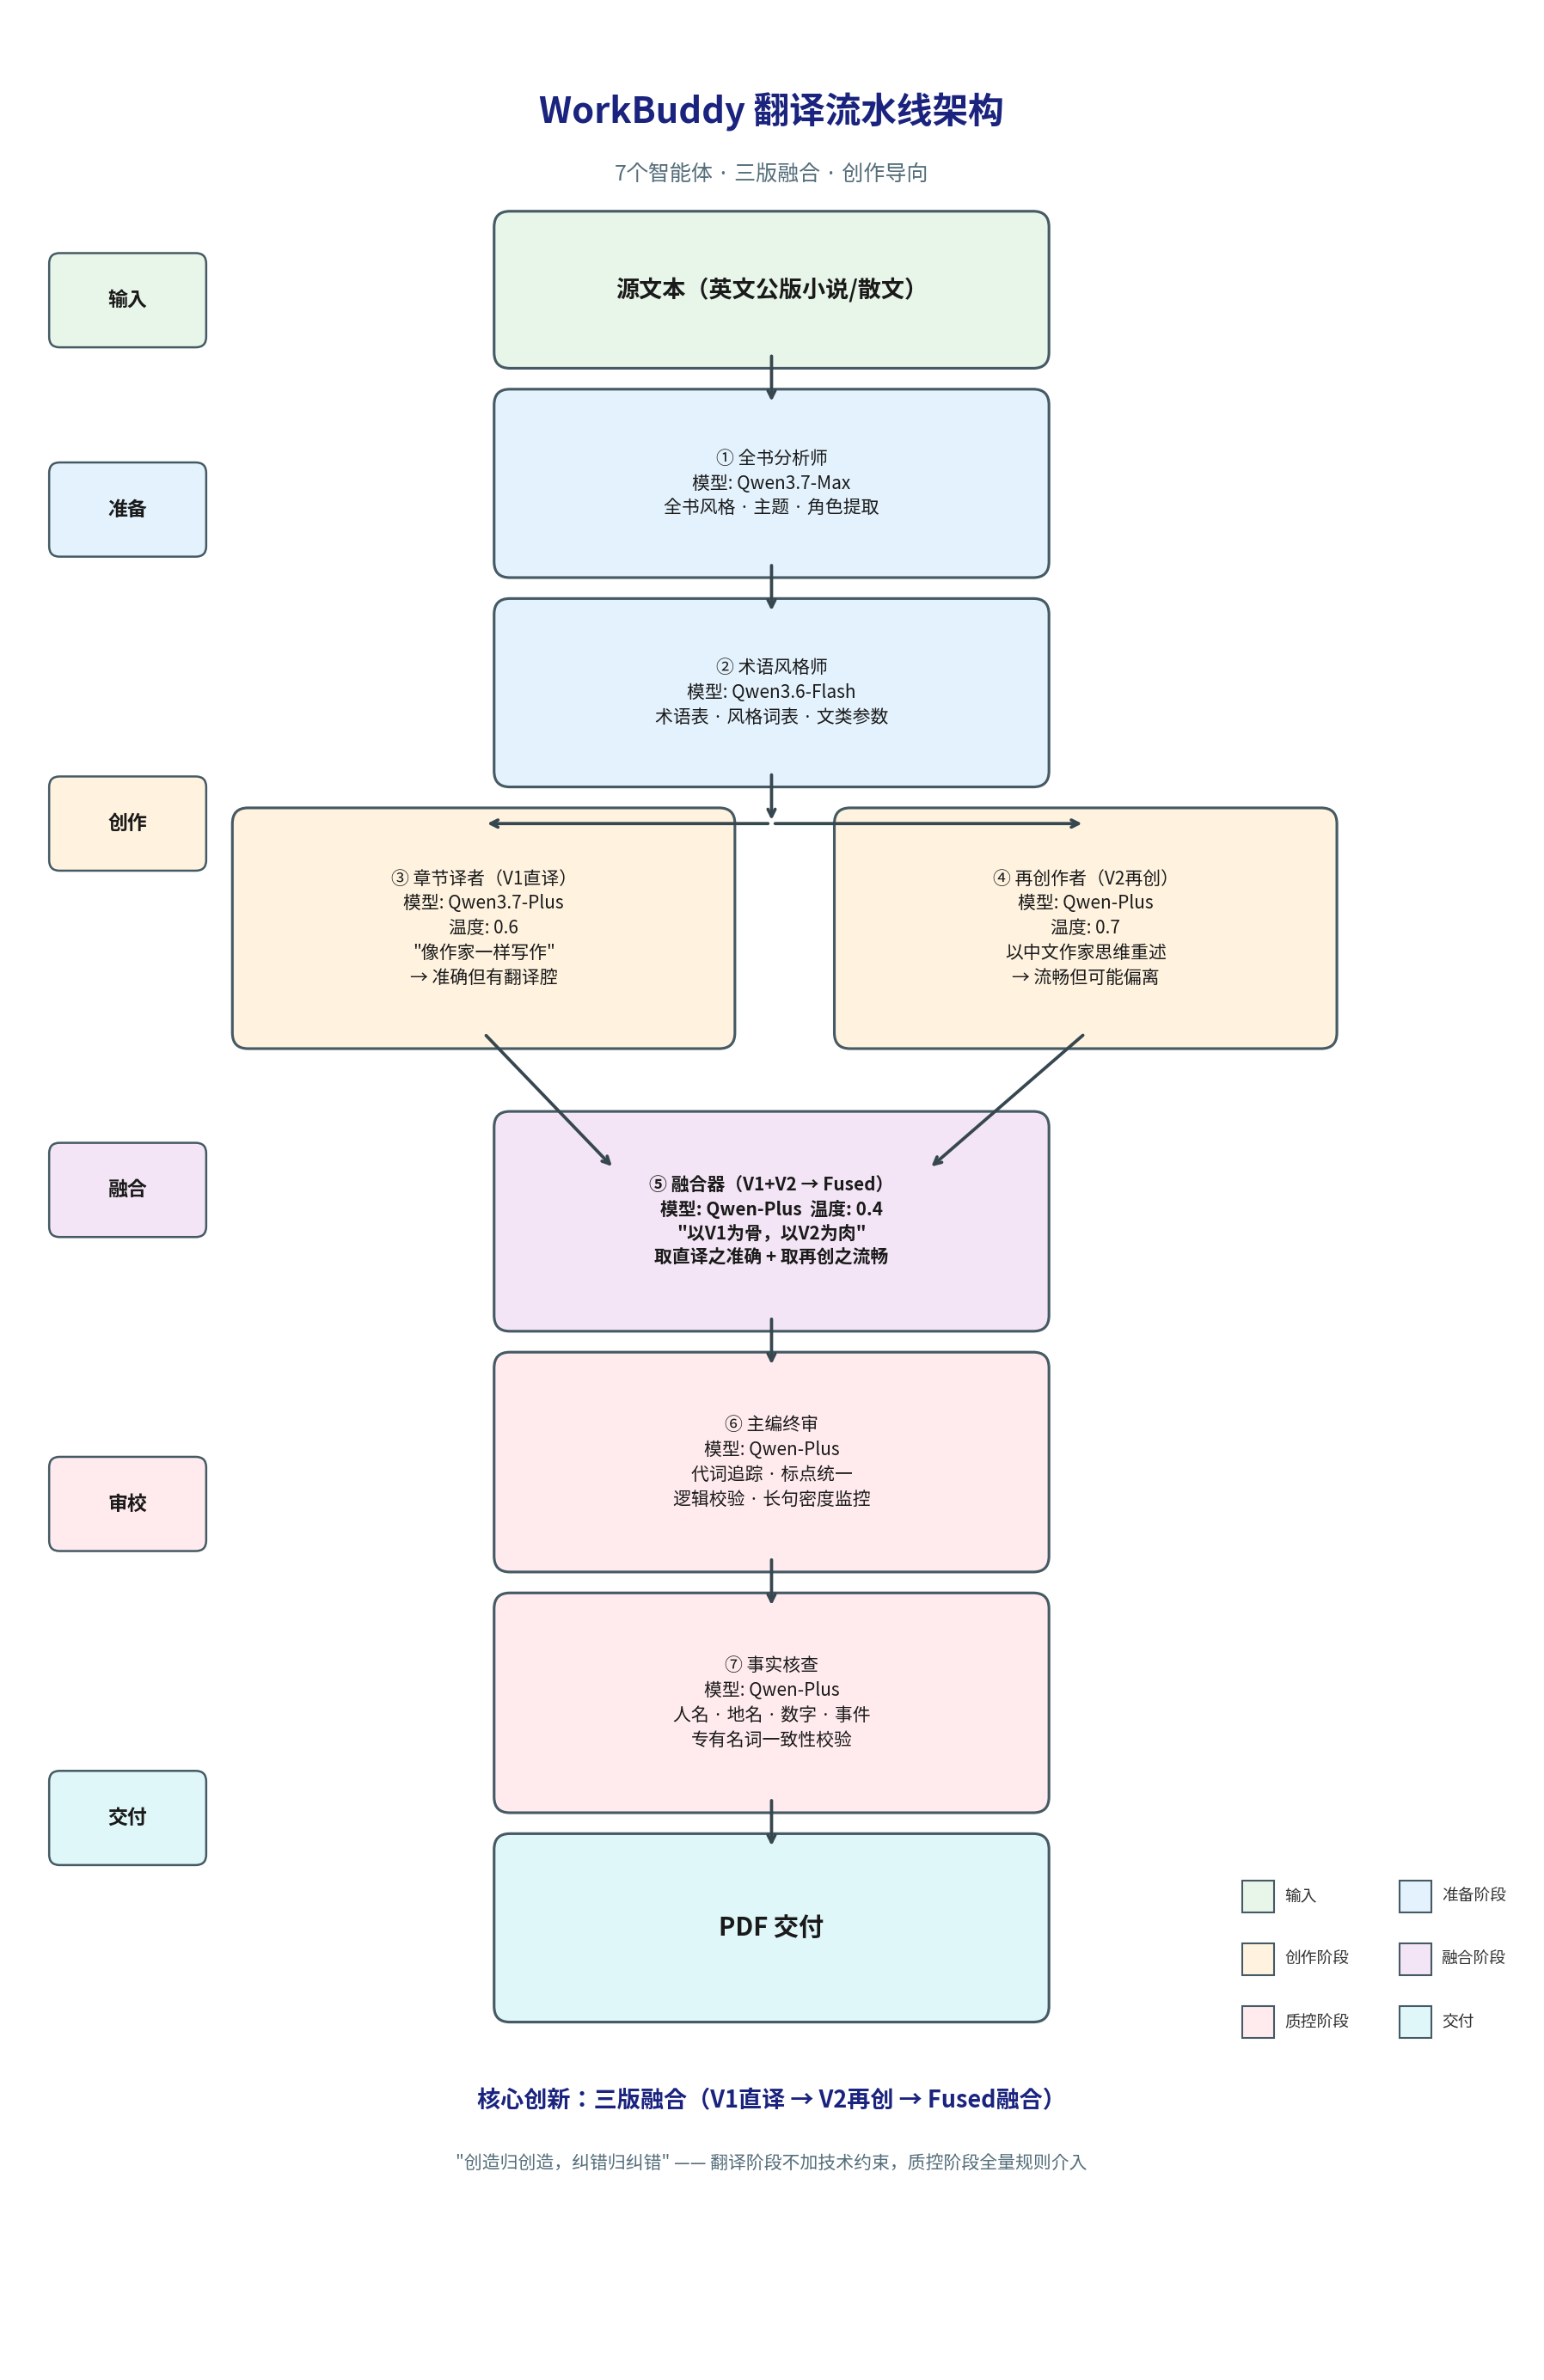 WorkBuddy 翻译流水线架构
7个智能体 · 三版融合 · 创作导向
输入
源文本（英文公版小说/散文）
准备
① 全书分析师
模型: Qwen3.7-Max
全书风格 · 主题 · 角色提取
② 术语风格师
模型: Qwen3.6-Flash
术语表 · 风格词表 · 文类参数
创作
③ 章节译者（V1直译）
模型: Qwen3.7-Plus
温度: 0.6
"像作家一样写作"
→ 准确但有翻译腔
④ 再创作者（V2再创）
模型: Qwen-Plus
温度: 0.7
以中文作家思维重述
→ 流畅但可能偏离
融合
⑤ 融合器（V1+V2 → Fused）
模型: Qwen-Plus 温度: 0.4
"以V1为骨，以V2为肉"
取直译之准确 + 取再创之流畅
审校
⑥ 主编终审
模型: Qwen-Plus
代词追踪 · 标点统一
逻辑校验 · 长句密度监控
⑦ 事实核查
模型: Qwen-Plus
人名 · 地名 · 数字 · 事件
专有名词一致性校验
交付
PDF 交付
输入
准备阶段
创作阶段
融合阶段
质控阶段
交付
核心创新：三版融合（V1直译 → V2再创 → Fused融合）
"创造归创造，纠错归纠错" —— 翻译阶段不加技术约束，质控阶段全量规则介入